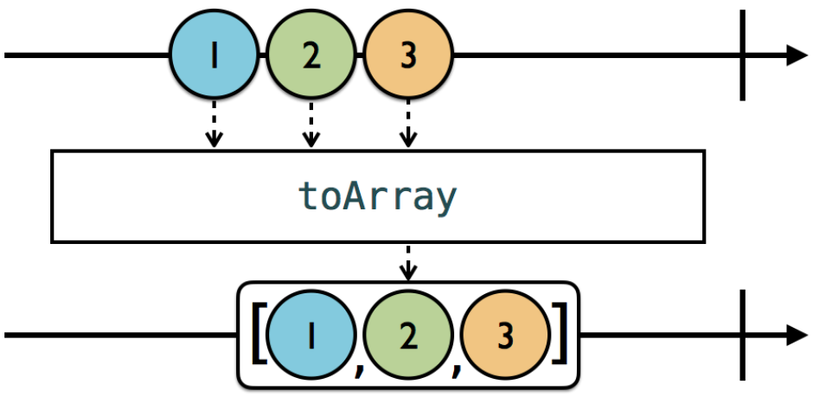 1 2 3
toArray
[1, 2, 3]